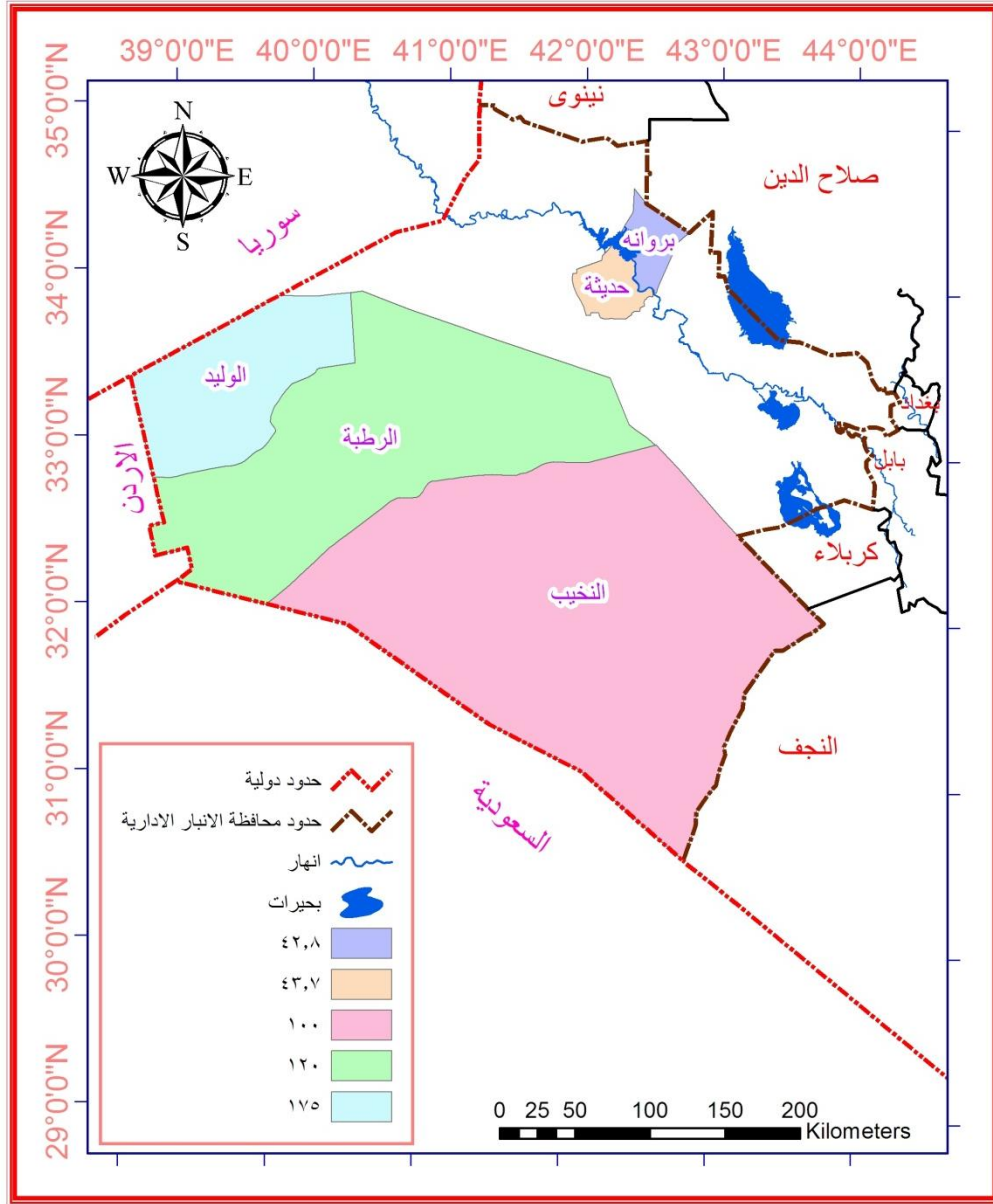 39°0'0"E 40°0'0"E 41°0'0"E 42°0'0"E 43°0'0"E 44°0'0"E
35°0'0"N
34°0'0"N
33°0'0"N
32°0'0"N
31°0'0"N
30°0'0"N
29°0'0"N
N
W E
S
نينوى
صلاح الدين
سوريا
بروانه
حديثة
الوليد
بغداد
الرطبة
بابل
الاردن
كربلاء
النخيب
النجف
السعودية
حدود دولية
حدود محافظة الانبار الادارية
انهار
بحيرات
٤٢,٨
٤٣,٧
١٠٠
١٢٠
١٧٥
0 25 50 100 150 200
Kilometers